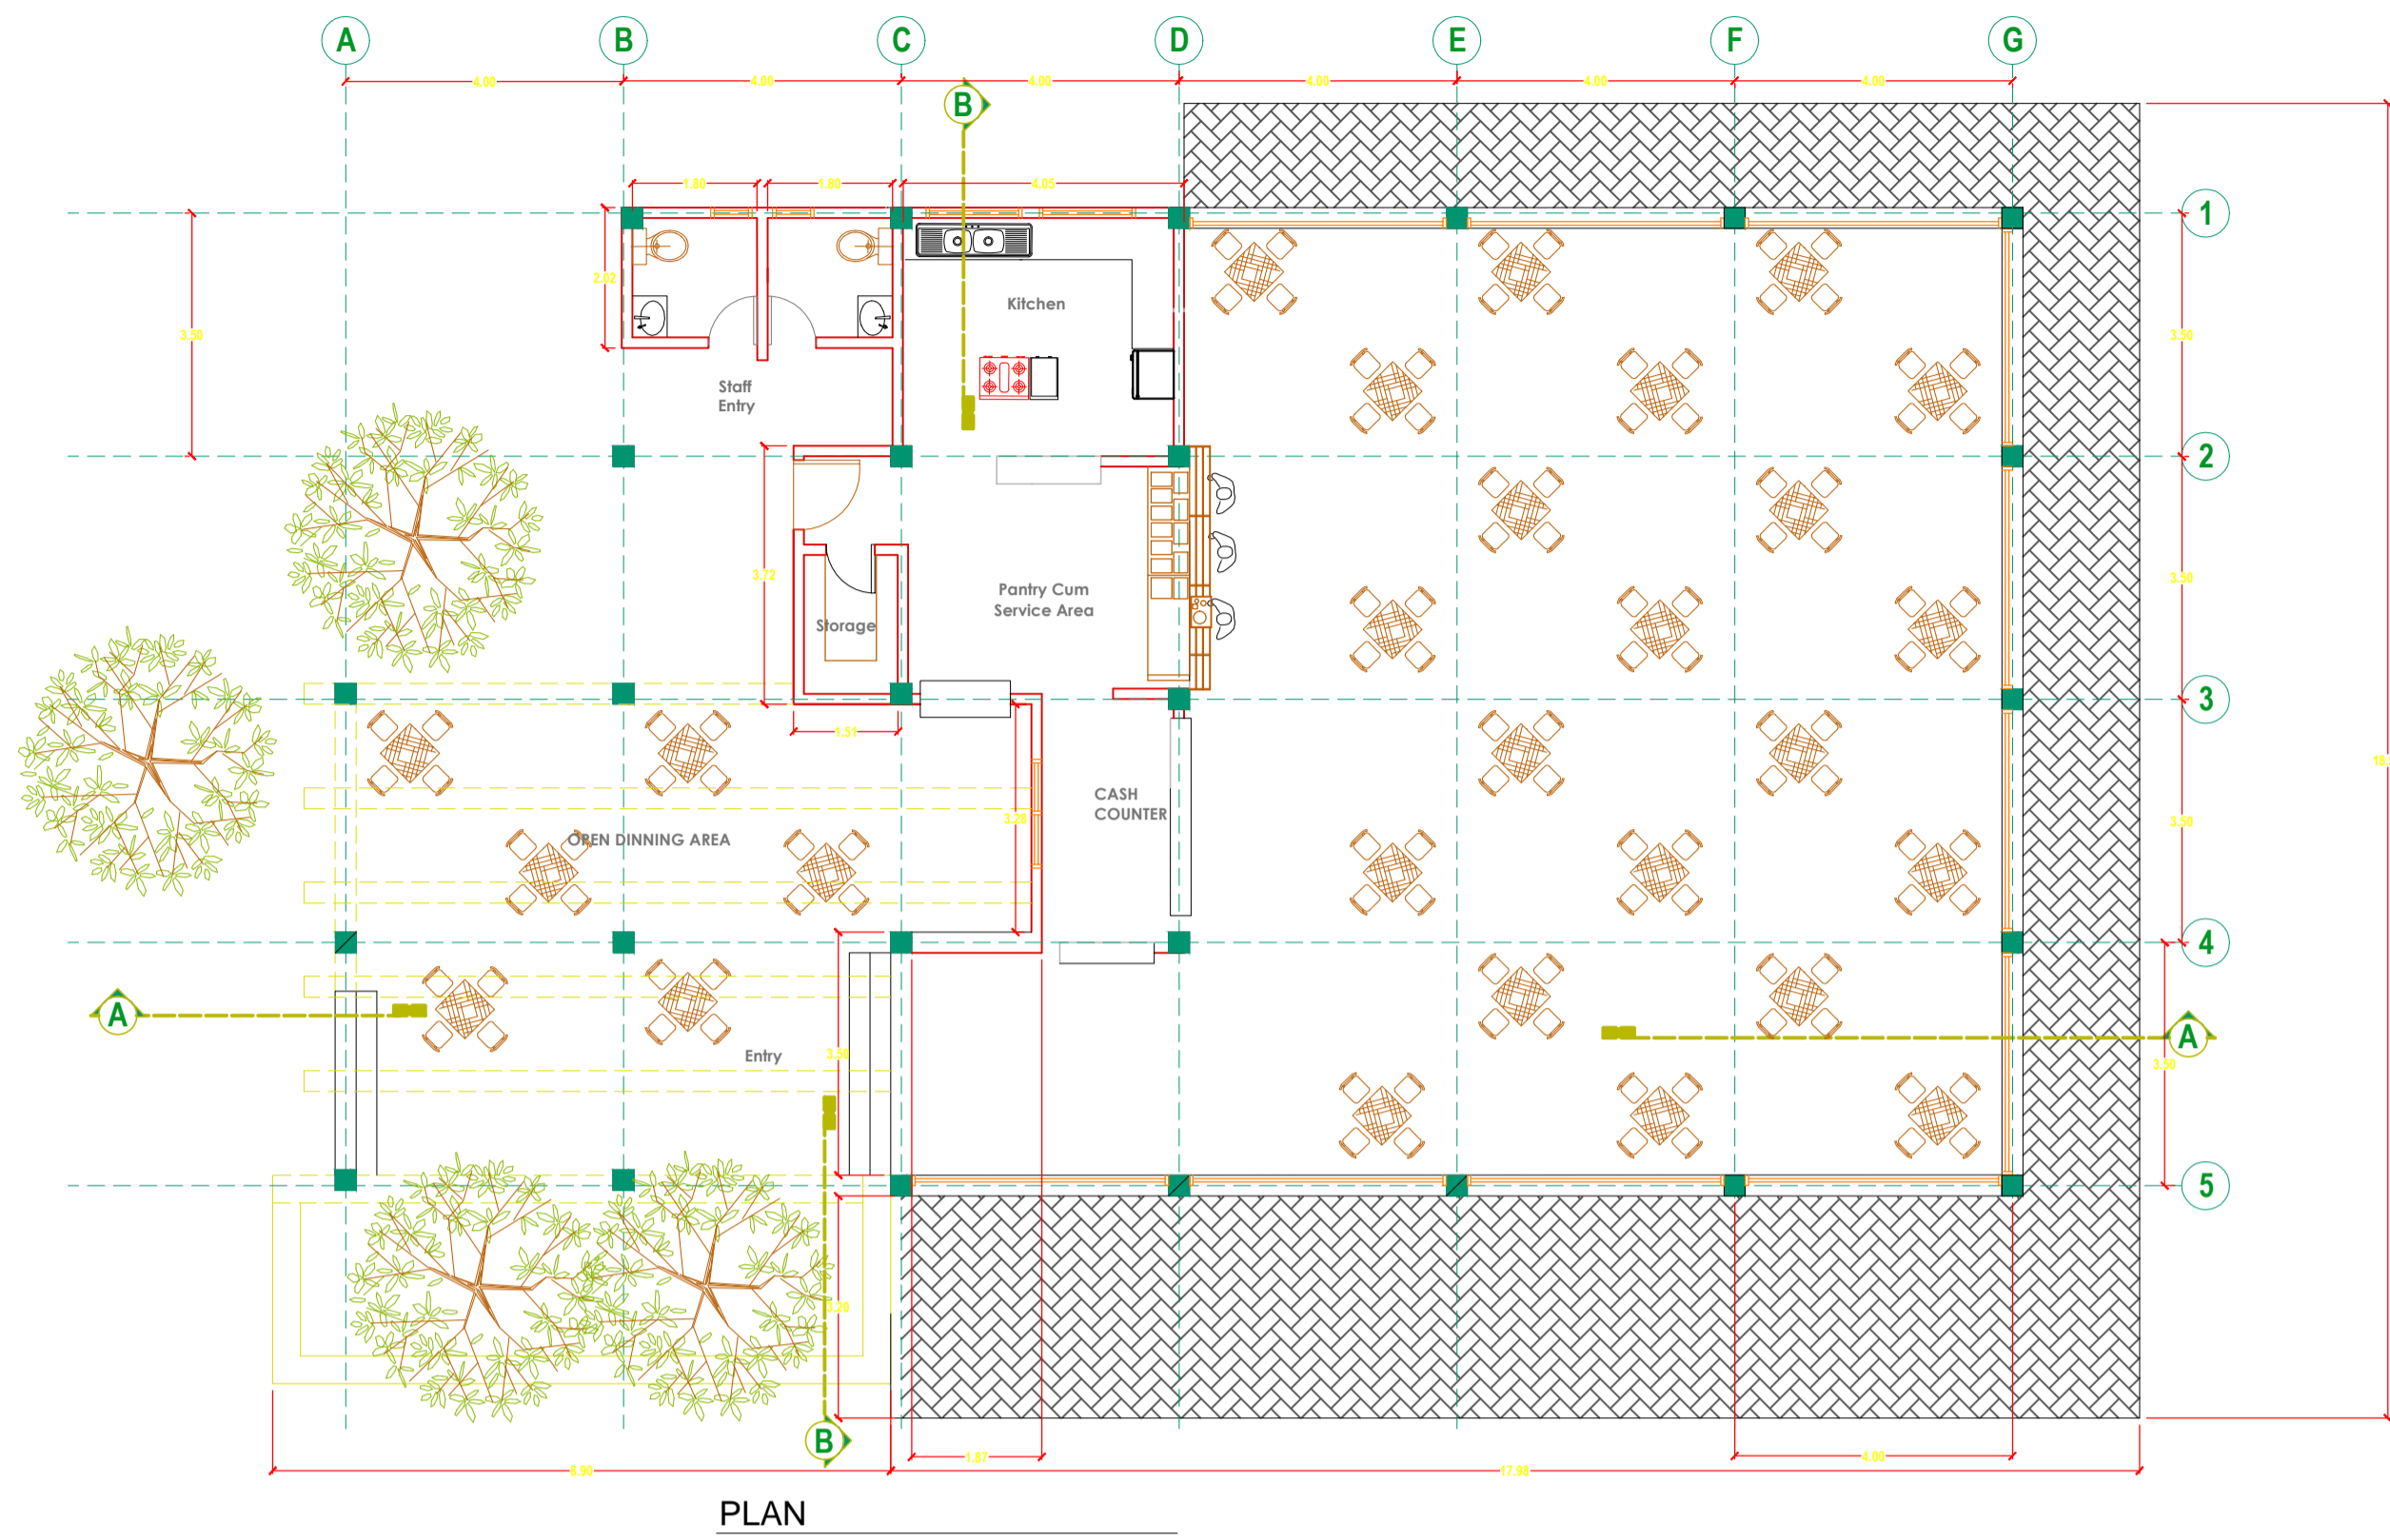 A B C D E F G
4.00 4.00 4.00 4.00 4.00 4.00
B
1.80 1.80 4.05
1
2.02
Kitchen
3.50
3.50
Staff
Entry
2
3.72
3.50
Pantry Cum
Service Area
Storage
3
1.51
18.
CASH
COUNTER
3.28
3.50
OPEN DINNING AREA
4
A
A
Entry
3.50
3.50
5
3.20
B
1.87
4.00
8.90
17.98
PLAN